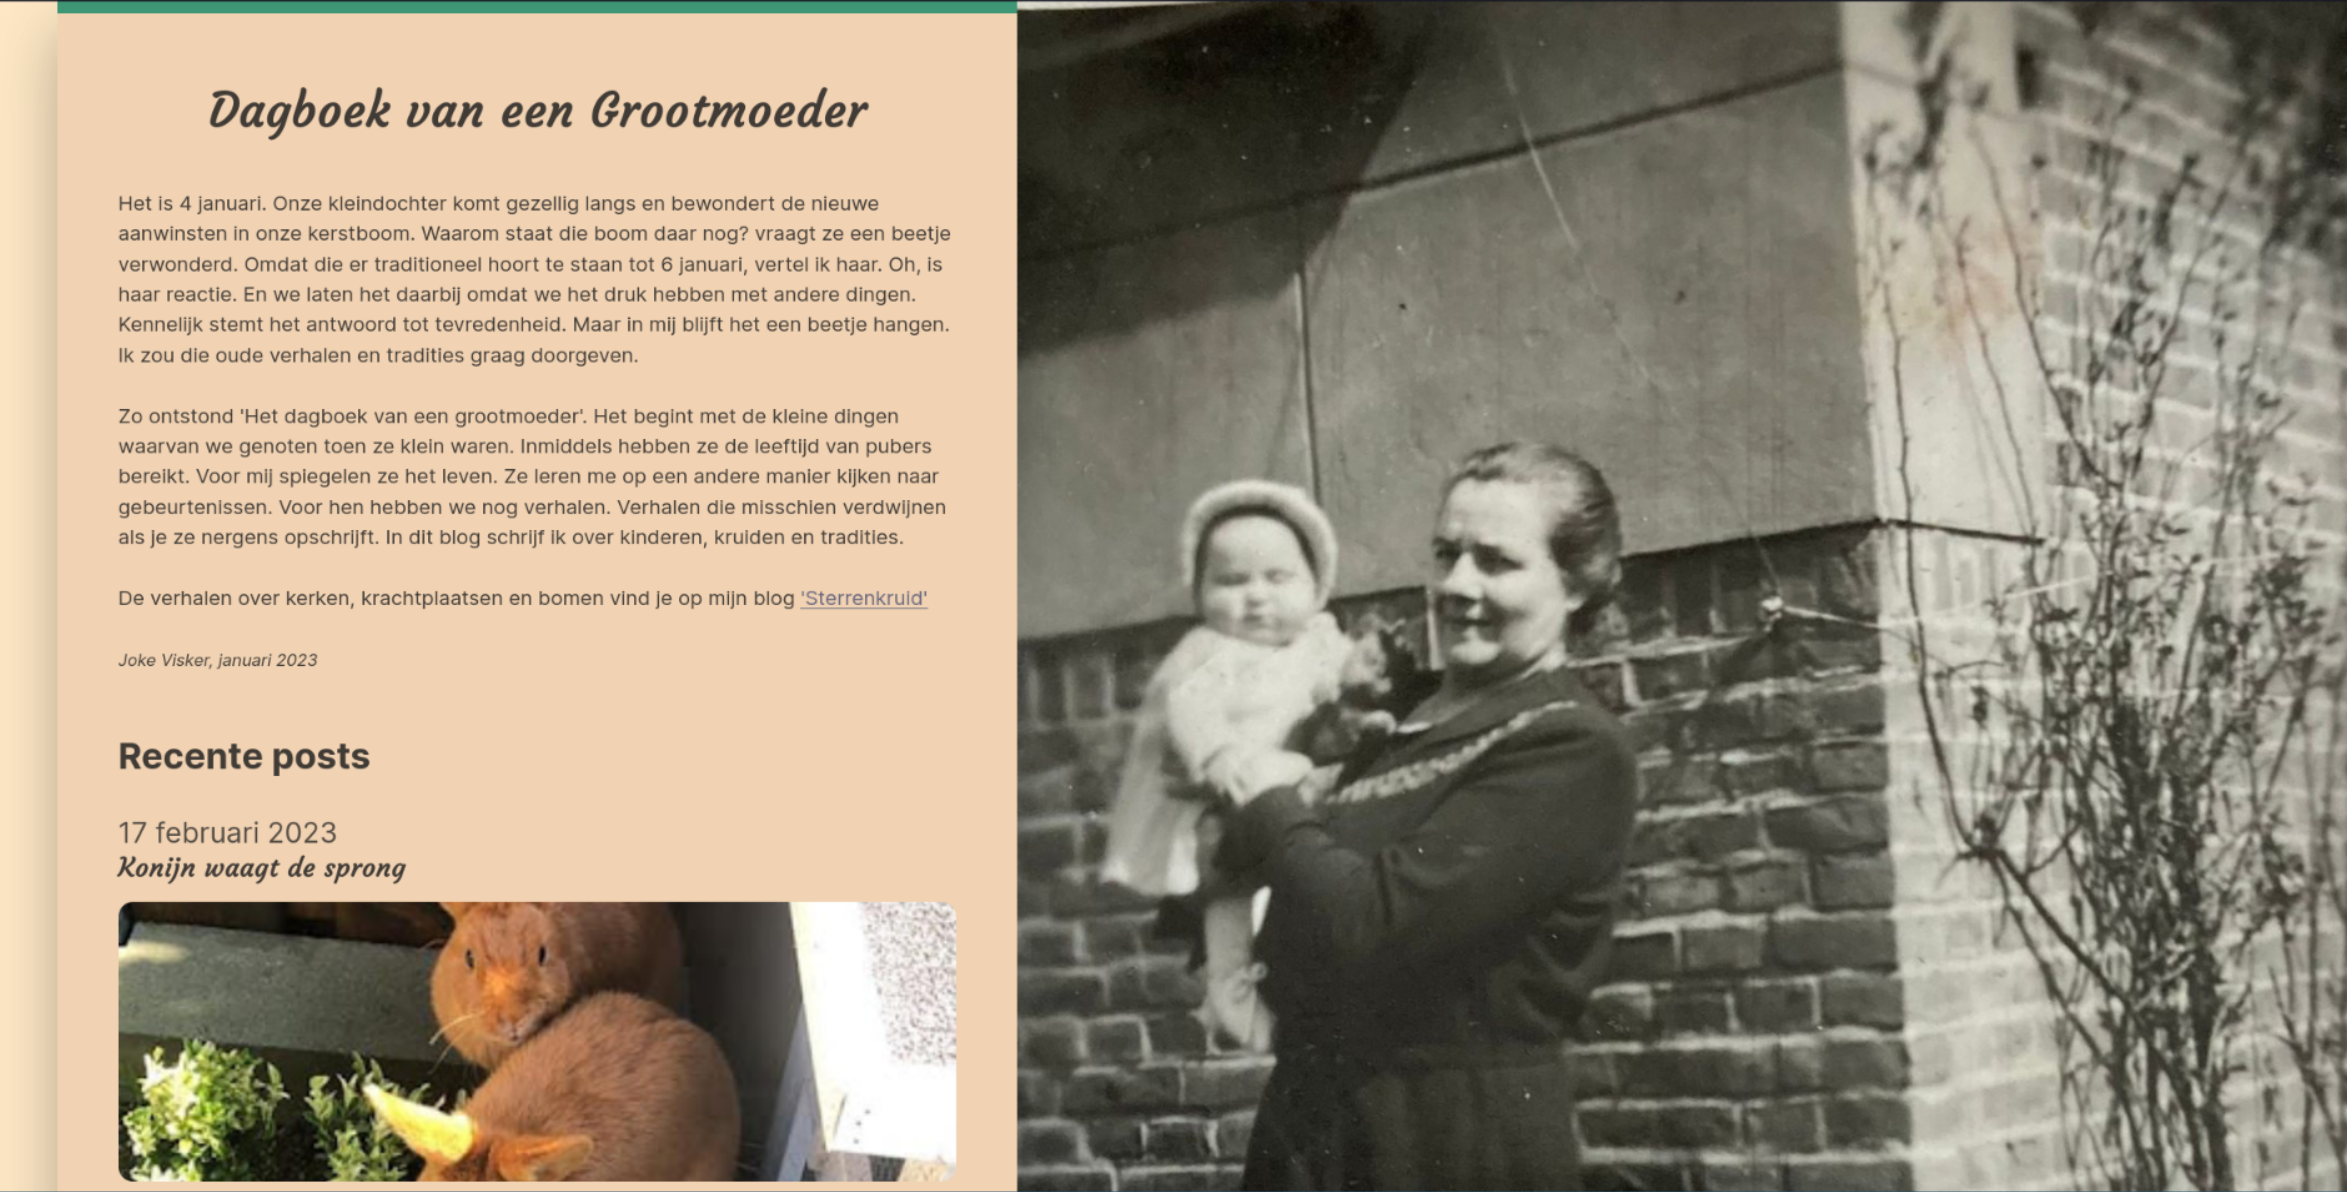 Dagboek van een Grootmoeder
Het is 4 januari. Onze kleindochter komt gezellig langs en bewondert de nieuwe
aanwinsten in onze kerstboom. Waarom staat die boom daar nog? vraagt ze een beetje
verwonderd. Omdat die er traditioneel hoort te staan tot 6 januari, vertel ik haar. Oh, is
haar reactie. En we laten het daarbij omdat we het druk hebben met andere dingen.
Kennelijk stemt het antwoord tot tevredenheid. Maar in mij blijft het een beetje hangen.
Ik zou die oude verhalen en tradities graag doorgeven.
Zo ontstond 'Het dagboek van een grootmoeder'. Het begint met de kleine dingen
waarvan we genoten toen ze klein waren. Inmiddels hebben ze de leeftijd van pubers
bereikt. Voor mij spiegelen ze het leven. Ze leren me op een andere manier kijken naar
gebeurtenissen. Voor hen hebben we nog verhalen. Verhalen die misschien verdwijnen
als je ze nergens opschrijft. In dit blog schrijf ik over kinderen, kruiden en tradities.
De verhalen over kerken, krachtplaatsen en bomen vind je op mijn blog 'Sterrenkruid'
Joke Visker, januari 2023
Recente posts
17 februari 2023
Konijn waagt de sprong